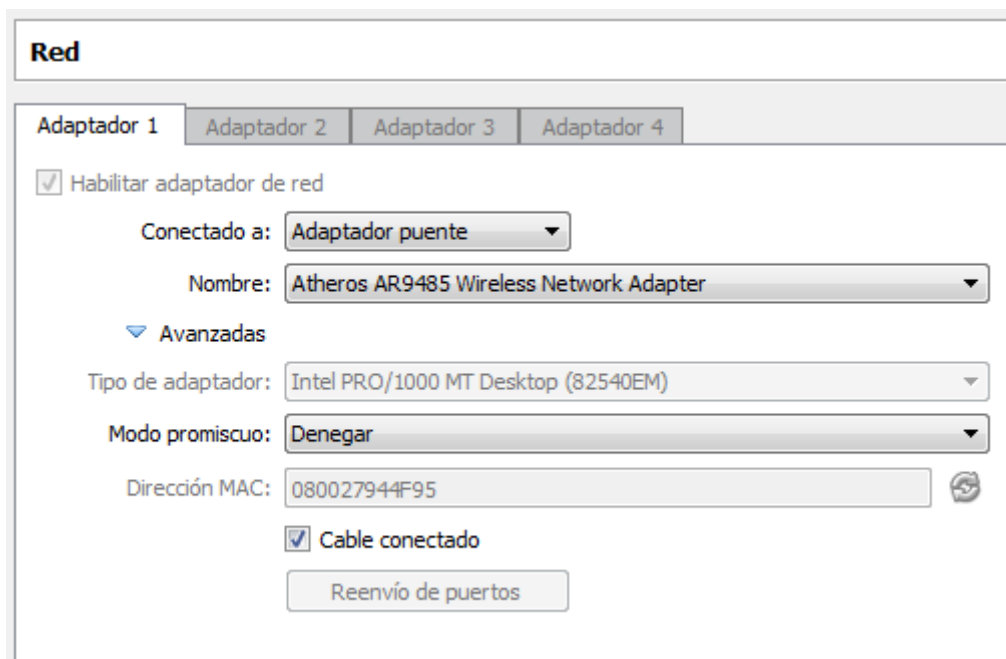 Red
Adaptador 1 Adaptador 2 Adaptador 3 Adaptador 4
Habilitar adaptador de red
Conectado a: Adaptador puente
Nombre: Atheros AR9485 Wireless Network Adapter
Avanzadas
Tipo de adaptador: Intel PRO/1000 MT Desktop (82540EM)
Modo promiscuo: Denegar
Dirección MAC: 080027944F95
Cable conectado
Reenvío de puertos